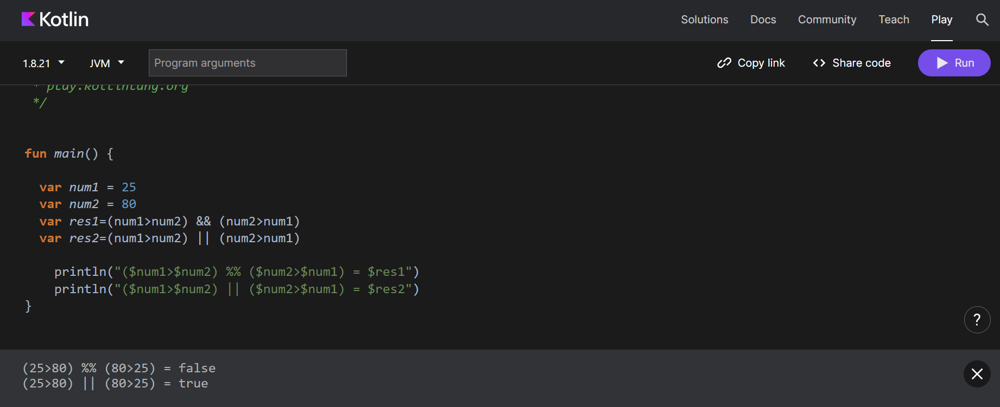 Kotlin
Solutions Docs Community Teach Play
1.8.21 JVM Program arguments Copy link <> Share code Run
* play.kotlinlang.org
*/
fun main() {
var num1 = 25
var num2 = 80
var res1=(num1>num2) && (num2>num1)
var res2=(num1>num2) || (num2>num1)
println("($num1>$num2) %% ($num2>$num1) = $res1")
println("($num1>$num2) || ($num2>$num1) = $res2")
}
?
(25>80) %% (80>25) = false
(25>80) || (80>25) = true